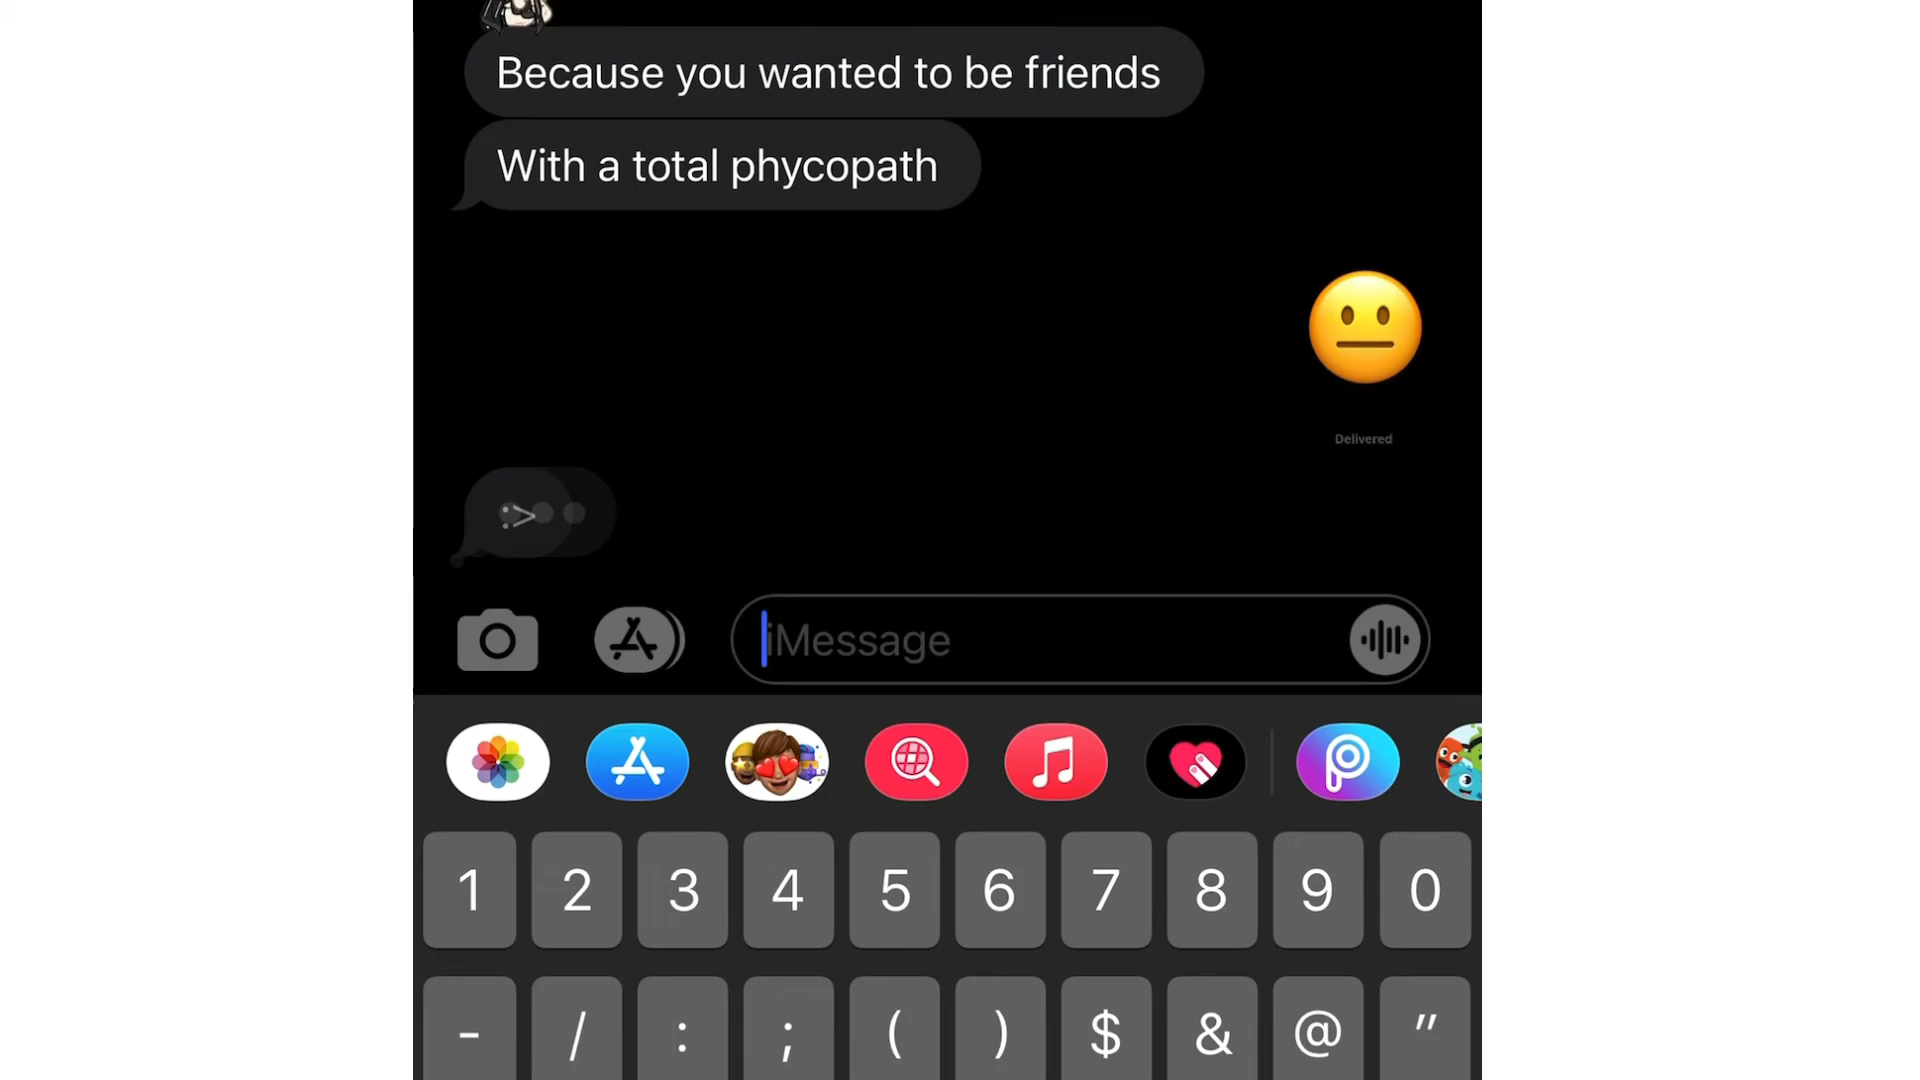 Because you wanted to be friends
With a total phycopath
😐
Delivered
:>
iMessage
1 2 3 4 5 6 7 8 9 0
- / : ; ( ) $ & @ "